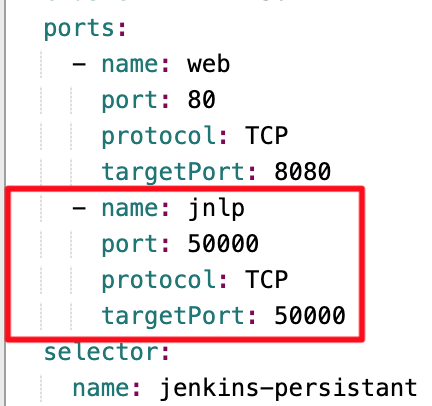 ports:
- name: web
port: 80
protocol: TCP
targetPort: 8080
- name: jnlp
port: 50000
protocol: TCP
targetPort: 50000
selector:
name: jenkins-persistant